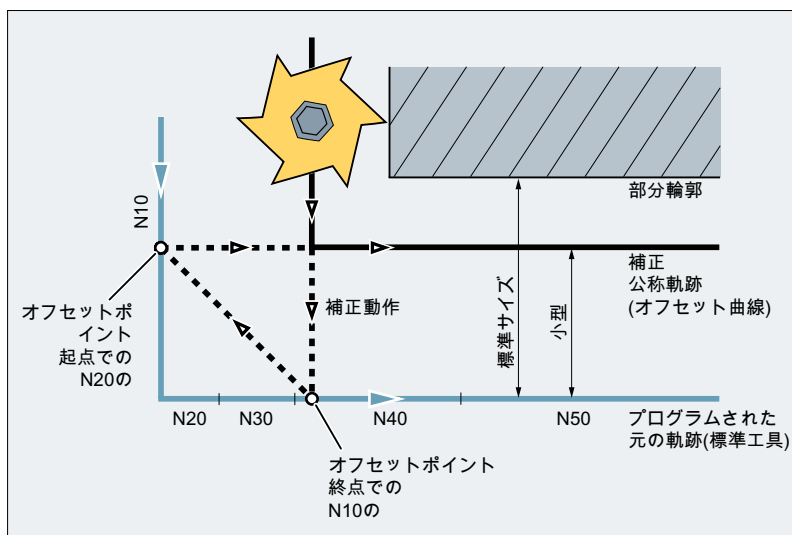 部分輪郭
N10
補正
公称軌跡
(オフセット曲線)
標準サイズ
小型
補正動作
オフセットポ
イント
起点での
N20の
N20
N30
N40
N50
プログラムされた
元の軌跡(標準工具)
オフセットポイント
終点での
N10の